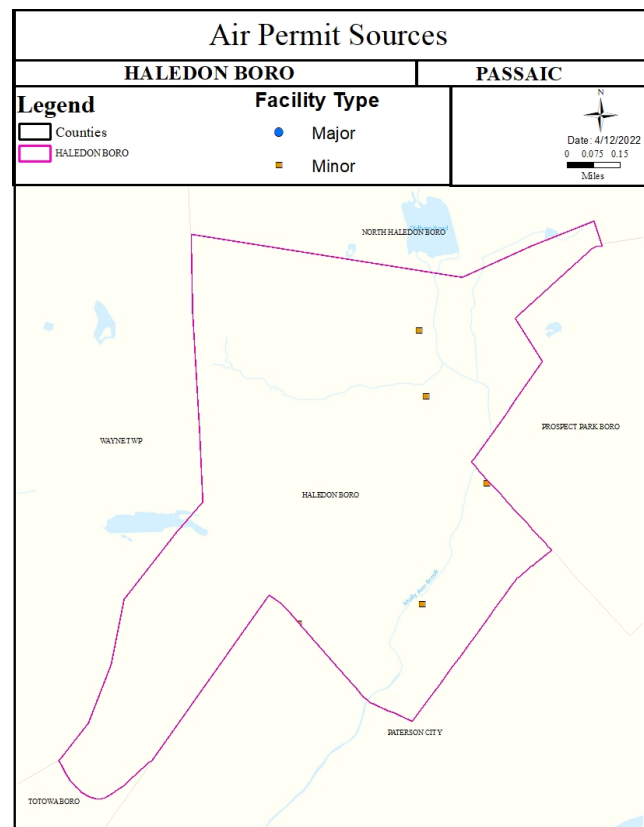 Air Permit Sources
HALEDON BORO
PASSAIC
Legend
Counties
HALEDON BORO
Facility Type
Major
Minor
N
Date: 4/12/2022
0 0.075 0.15
Miles
NORTH HALEDON BORO
WAYNE TWP
PROSPECT PARK BORO
HALEDON BORO
Molly Ann Brook
PATERSON CITY
TOTOWA BORO